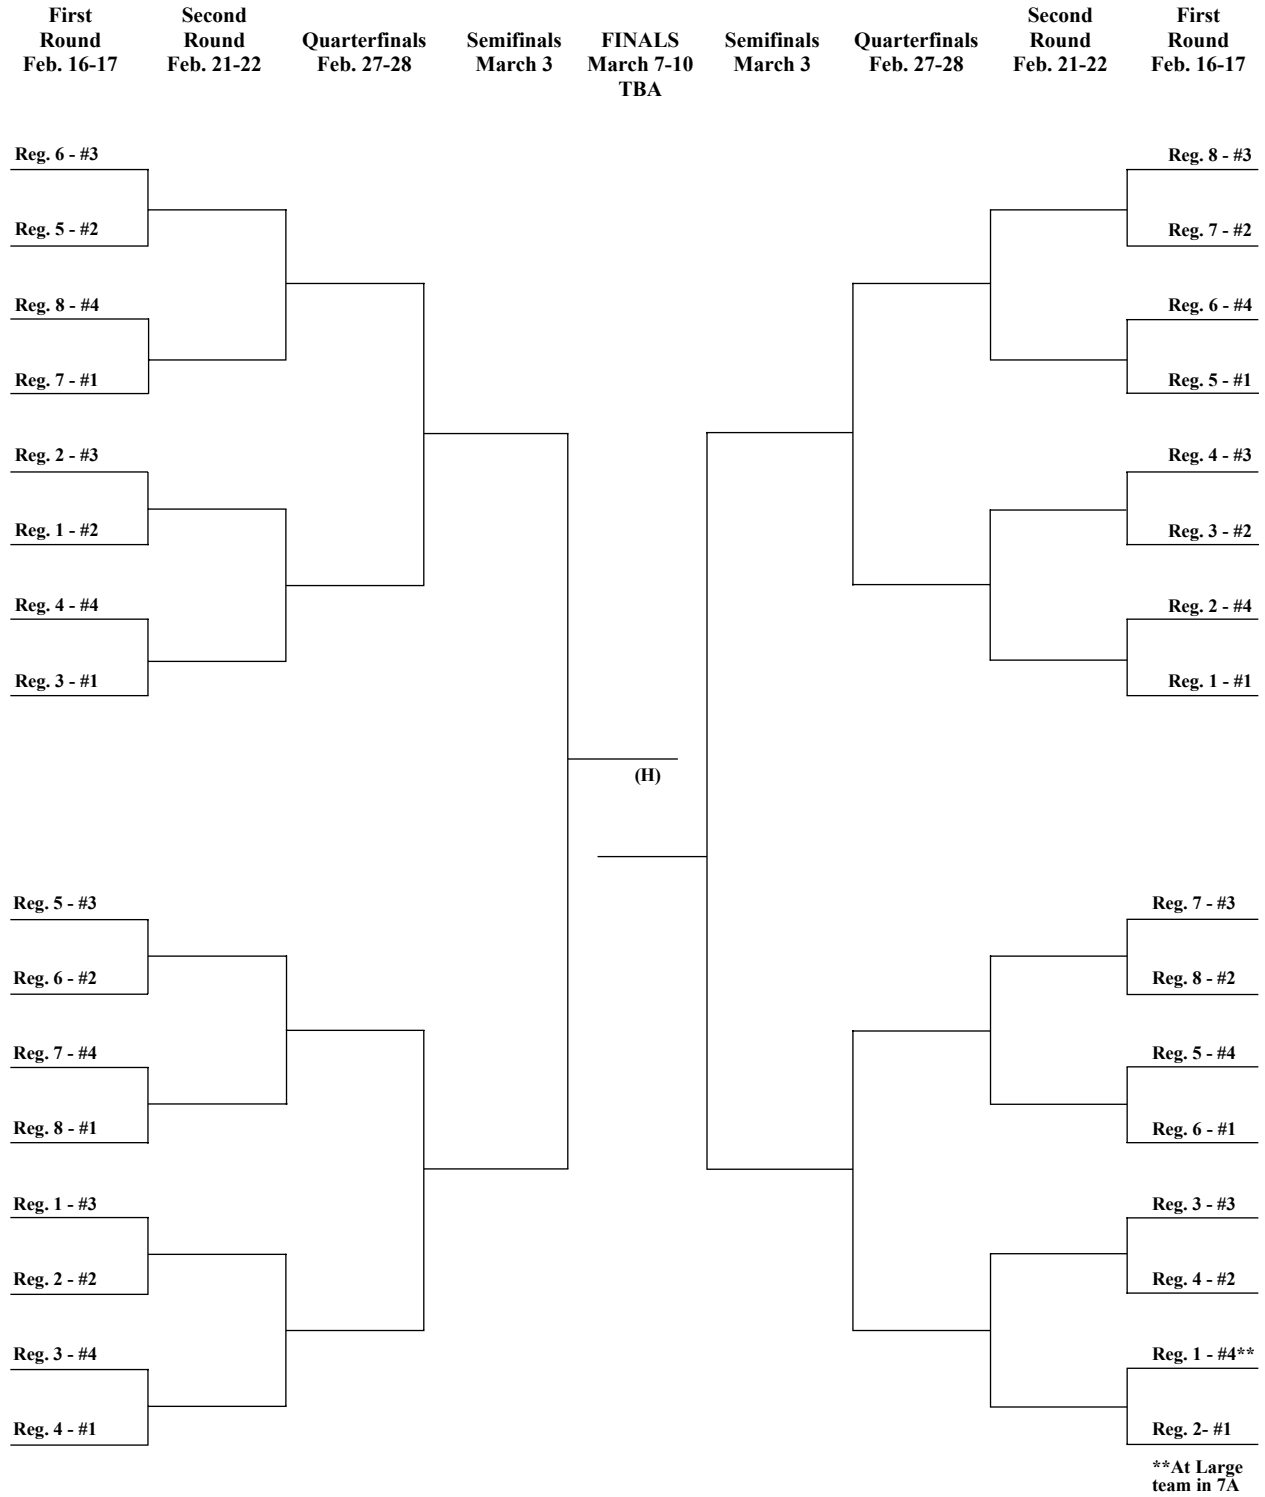 First
Round
Feb. 16-17
Second
Round
Feb. 21-22
Quarterfinals
Feb. 27-28
Semifinals
March 3
FINALS
March 7-10
TBA
Semifinals
March 3
Quarterfinals
Feb. 27-28
Second
Round
Feb. 21-22
First
Round
Feb. 16-17
Reg. 6 - #3
Reg. 5 - #2
Reg. 8 - #4
Reg. 7 - #1
Reg. 2 - #3
Reg. 1 - #2
Reg. 4 - #4
Reg. 3 - #1
Reg. 5 - #3
Reg. 6 - #2
Reg. 7 - #4
Reg. 8 - #1
Reg. 1 - #3
Reg. 2 - #2
Reg. 3 - #4
Reg. 4 - #1
(H)
Reg. 8 - #3
Reg. 7 - #2
Reg. 6 - #4
Reg. 5 - #1
Reg. 4 - #3
Reg. 3 - #2
Reg. 2 - #4
Reg. 1 - #1
Reg. 7 - #3
Reg. 8 - #2
Reg. 5 - #4
Reg. 6 - #1
Reg. 3 - #3
Reg. 4 - #2
Reg. 1 - #4**
Reg. 2- #1
**At Large
team in 7A